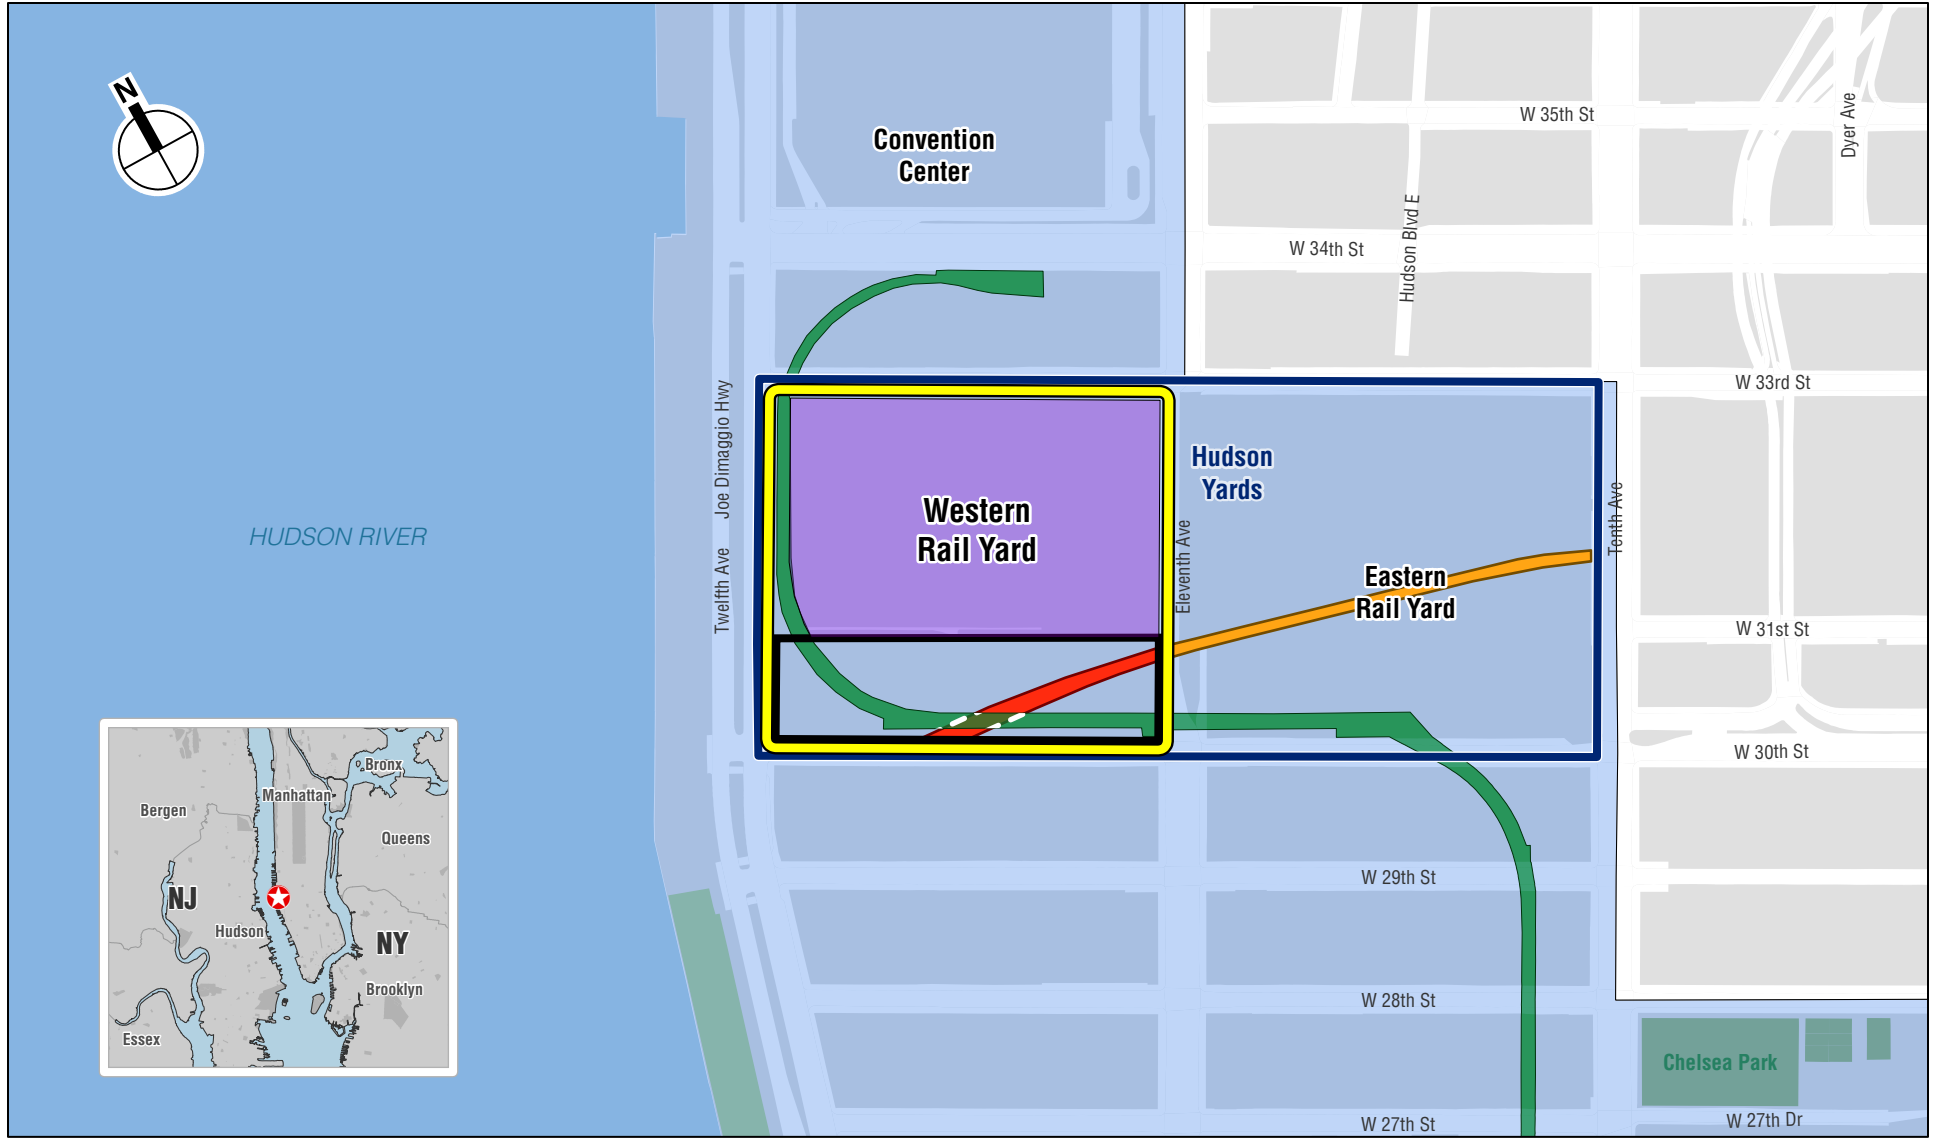 N
Convention
Center
W 35th St
Dyer Ave
Hudson Blvd E
W 34th St
W 33rd St
Joe Dimaggio Hwy
Twelfth Ave
Hudson
Yards
Western
Rail Yard
Eleventh Ave
Tenth Ave
HUDSON RIVER
Eastern
Rail Yard
W 31st St
W 30th St
Bronx
Manhattan
Bergen
Queens
NJ
Hudson
NY
Brooklyn
Essex
W 29th St
W 28th St
Chelsea Park
W 27th St
W 27th Dr